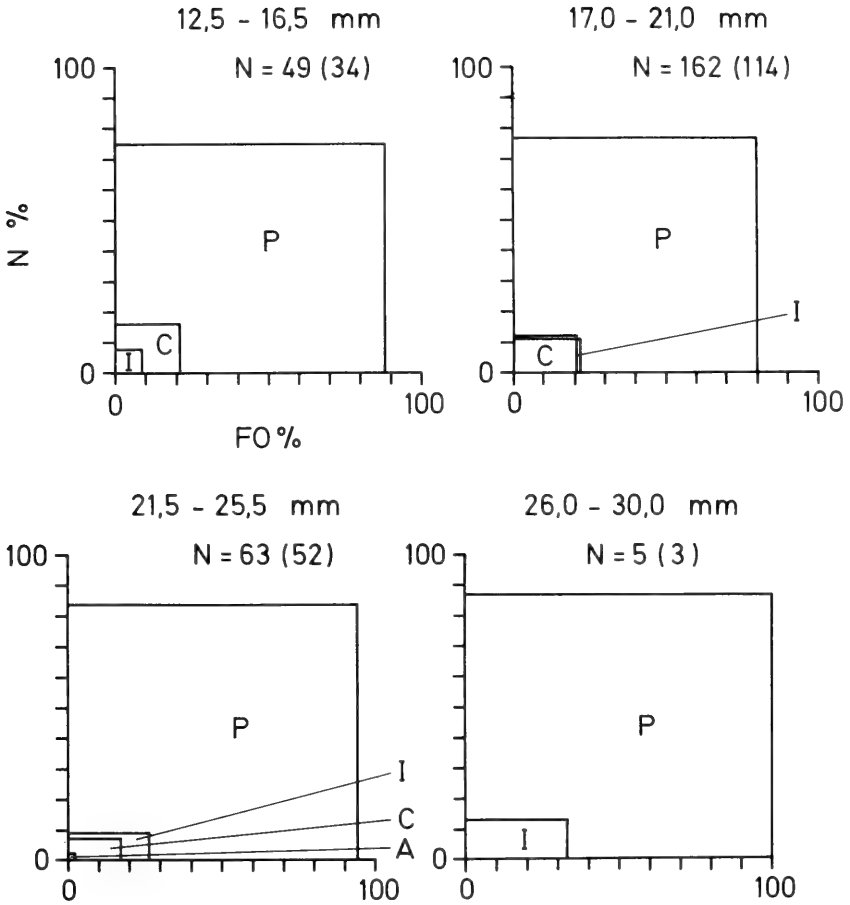 12,5 - 16,5 mm
N = 49 (34)
100
N %
P
C
I
0
0
100
FO %
17,0 - 21,0 mm
N = 162 (114)
100
P
I
C
0
0
100
21,5 - 25,5 mm
N = 63 (52)
100
P
I
C
A
0
0
100
26,0 - 30,0 mm
N = 5 (3)
100
P
I
0
0
100